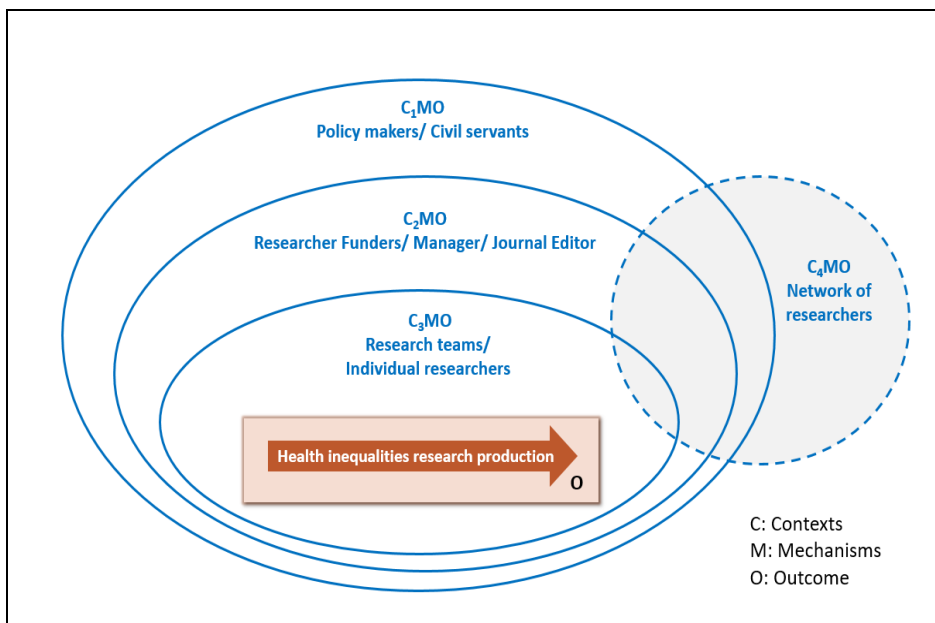 C₁MO
Policy makers/ Civil servants
C₂MO
Researcher Funders/ Manager/ Journal Editor
C₃MO
Research teams/
Individual researchers
C₄MO
Network of
researchers
Health inequalities research production
O
C: Contexts
M: Mechanisms
O: Outcome